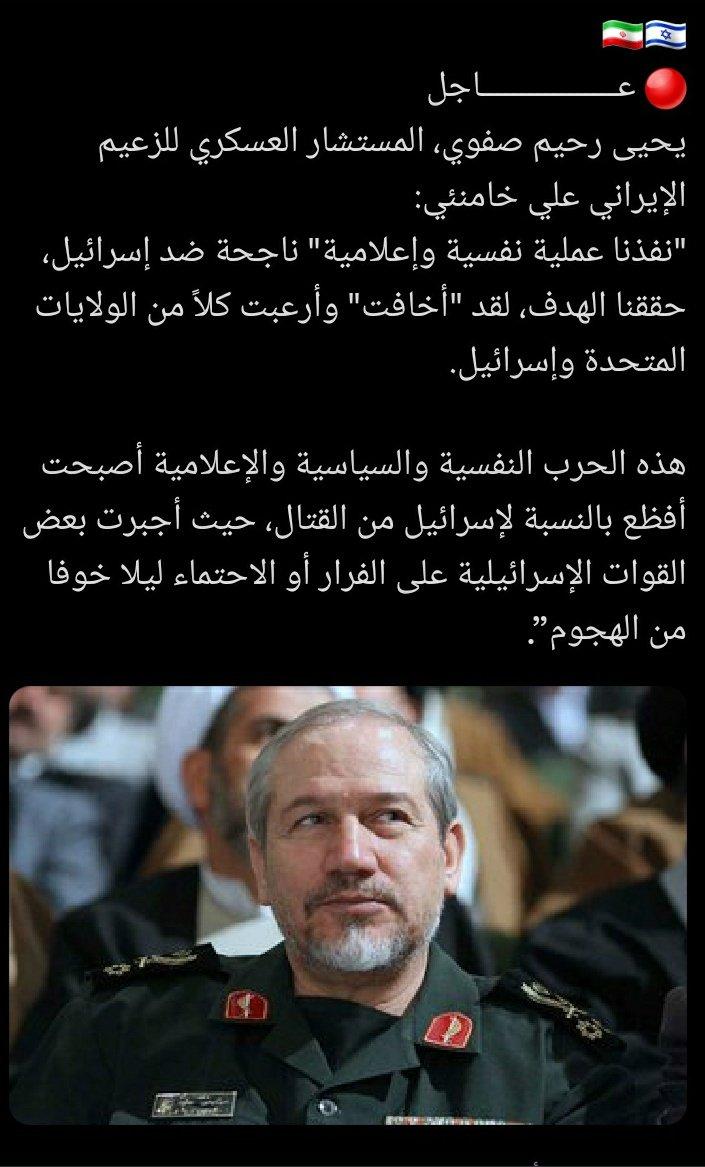 🇮🇷🇮🇱
🔴 عـــــــــــــــاجل
يحيى رحيم صفوي، المستشار العسكري للزعيم
الإيراني علي خامنئي:
"نفذنا عملية نفسية وإعلامية" ناجحة ضد إسرائيل،
حققنا الهدف، لقد "أخافت" وأرعبت كلاً من الولايات
المتحدة وإسرائيل.
هذه الحرب النفسية والسياسية والإعلامية أصبحت
أفظع بالنسبة لإسرائيل من القتال، حيث أجبرت بعض
القوات الإسرائيلية على الفرار أو الاحتماء ليلا خوفا
من الهجوم”.